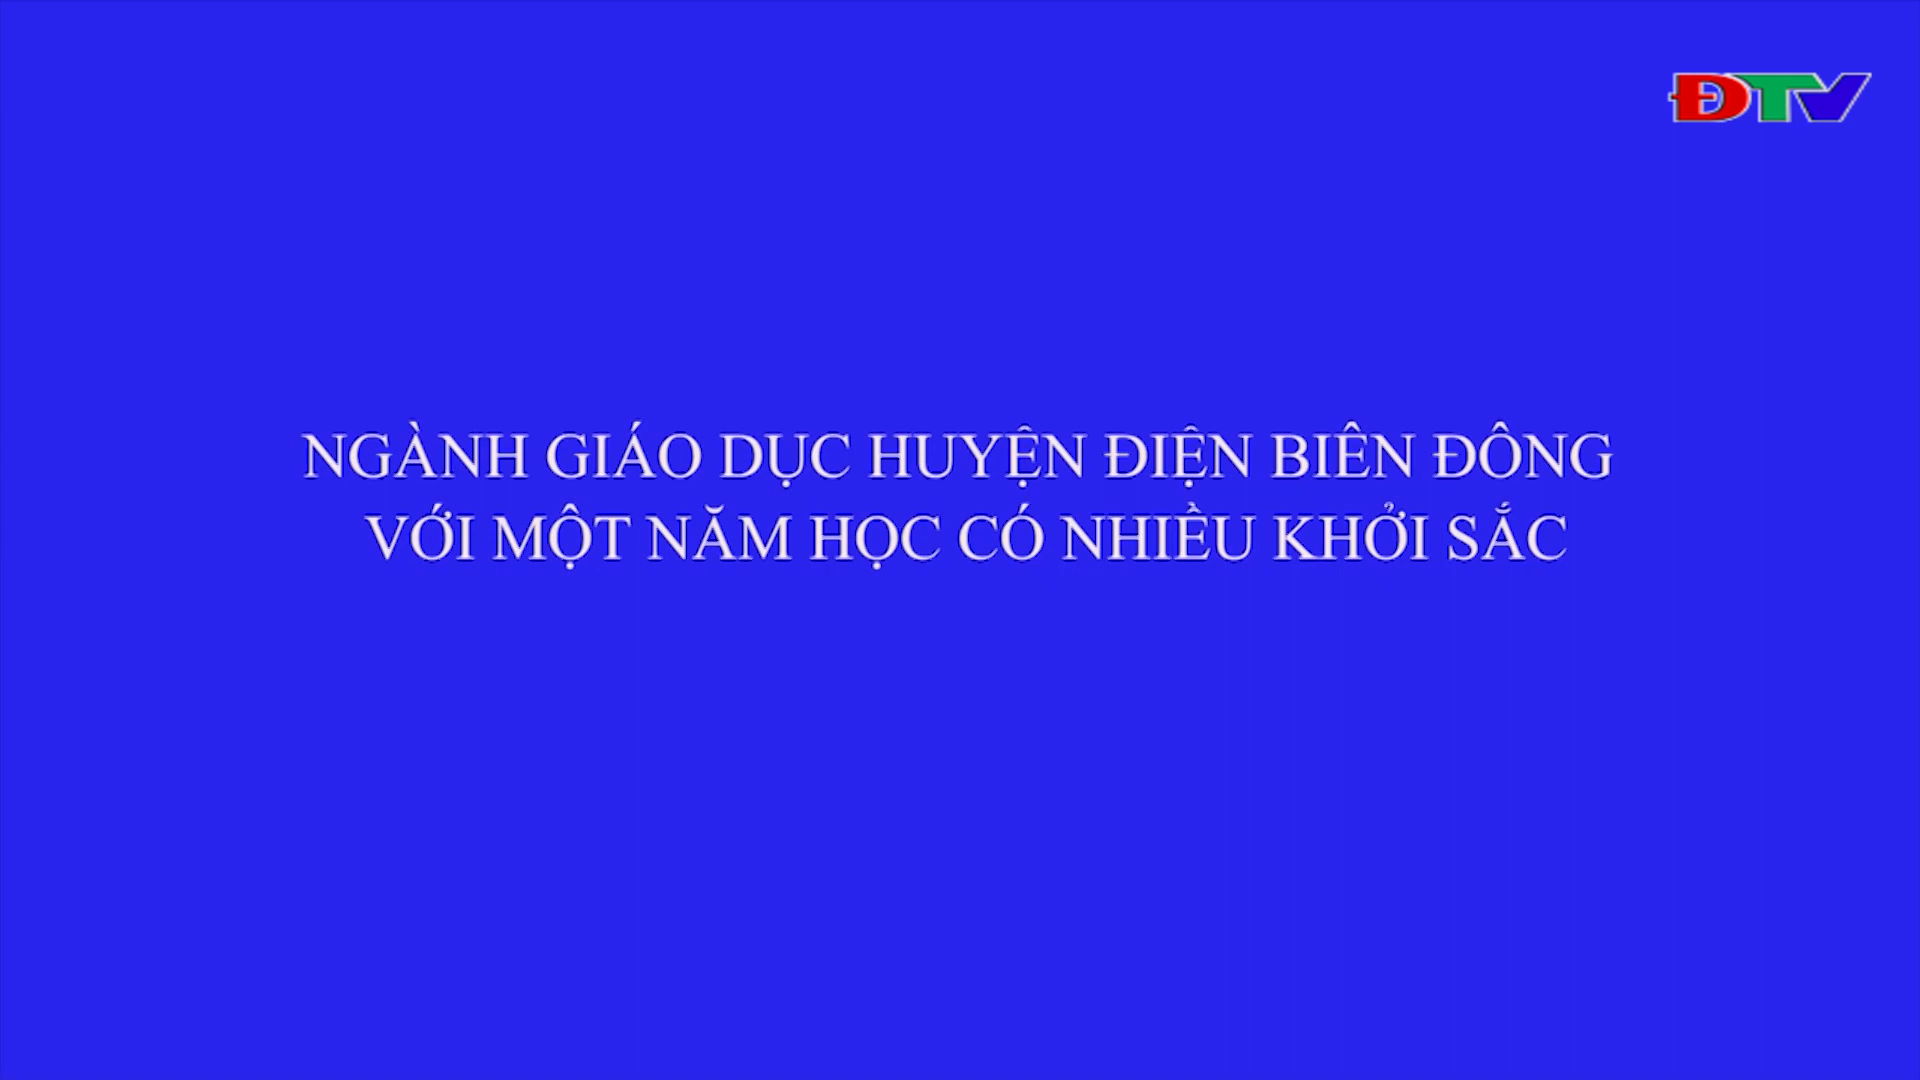 ĐTV
NGÀNH GIÁO DỤC HUYỆN ĐIỆN BIÊN ĐÔNG
VỚI MỘT NĂM HỌC CÓ NHIỀU KHỞI SẮC